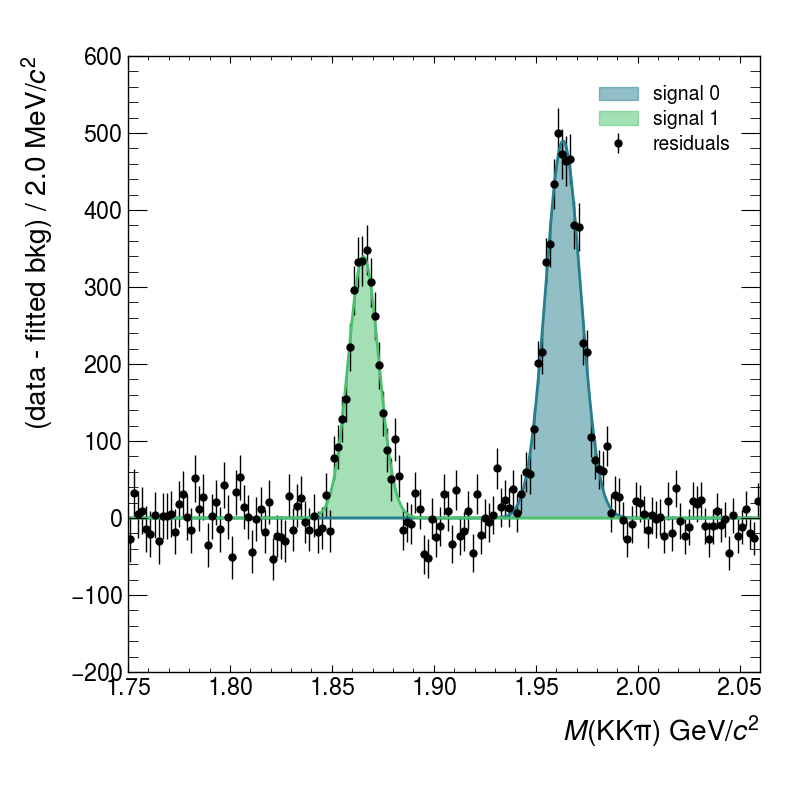 (data - fitted bkg) / 2.0 MeV/c²
600
500
400
300
200
100
0
−100
−200
signal 0
signal 1
residuals
1.75 1.80 1.85 1.90 1.95 2.00 2.05
M(KKπ) GeV/c²